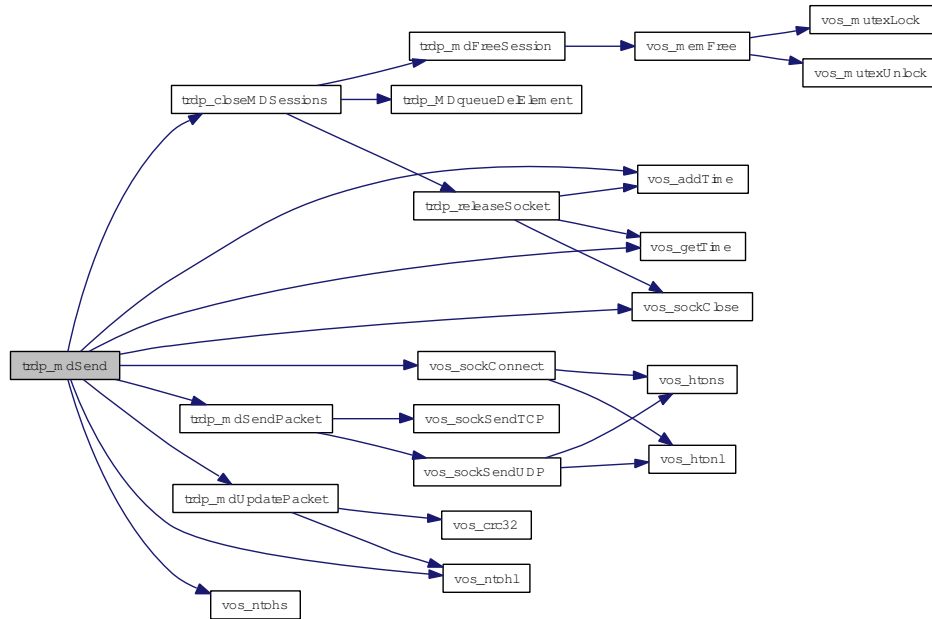 vos_mutexLock
trdp_mdFreeSession
vos_memFree
vos_mutexUnlock
trdp_closeMDSessions
trdp_MDqueueDelElement
vos_addTime
trdp_releaseSocket
vos_getTime
vos_sockClose
trdp_mdSend
vos_sockConnect
vos_htons
trdp_mdSendPacket
vos_sockSendTCP
vos_htonl
vos_sockSendUDP
trdp_mdUpdatePacket
vos_crc32
vos_ntohl
vos_ntohs